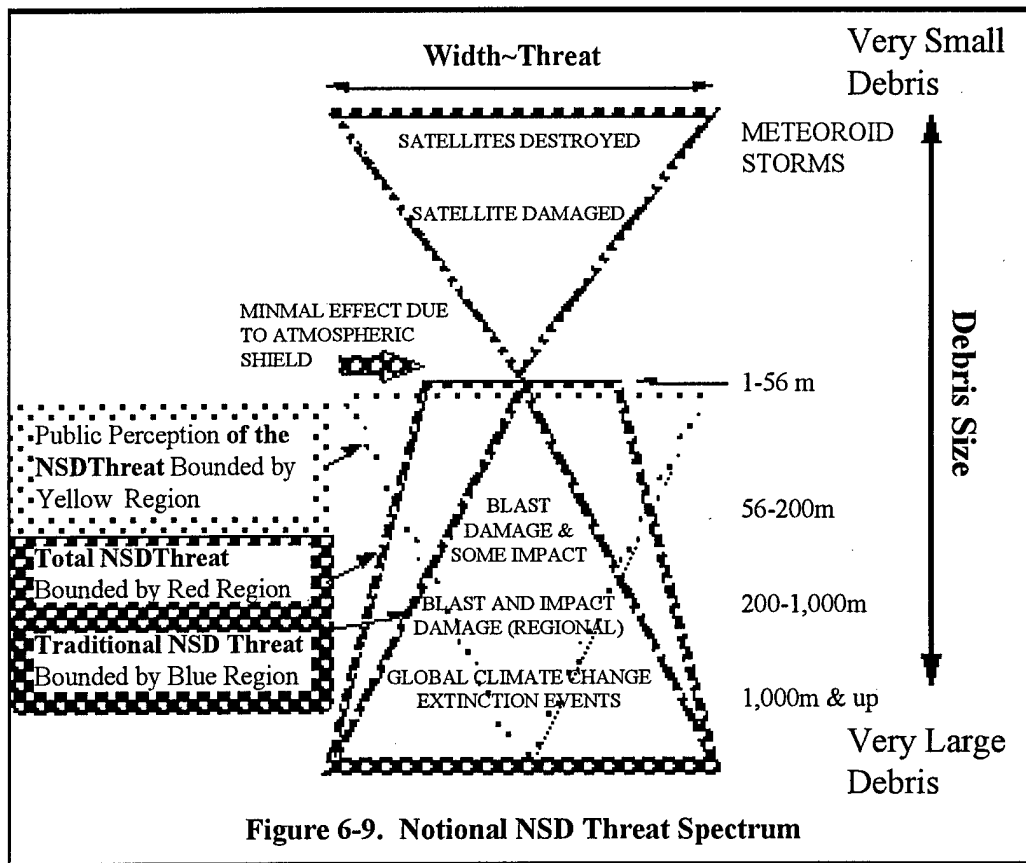 Width~Threat
Very Small
Debris
SATELLITES DESTROYED
METEOROID
STORMS
SATELLITE DAMAGED
MINMAL EFFECT DUE
TO ATMOSPHERIC
SHIELD
1-56 m
Debris Size
Public Perception of the
NSDThreat Bounded by
Yellow Region
BLAST
DAMAGE &
SOME IMPACT
56-200m
Total NSDThreat
Bounded by Red Region
BLAST AND IMPACT
DAMAGE (REGIONAL)
200-1,000m
Traditional NSD Threat
Bounded by Blue Region
GLOBAL CLIMATE CHANGE
EXTINCTION EVENTS
1,000m & up
Very Large
Debris
Figure 6-9. Notional NSD Threat Spectrum